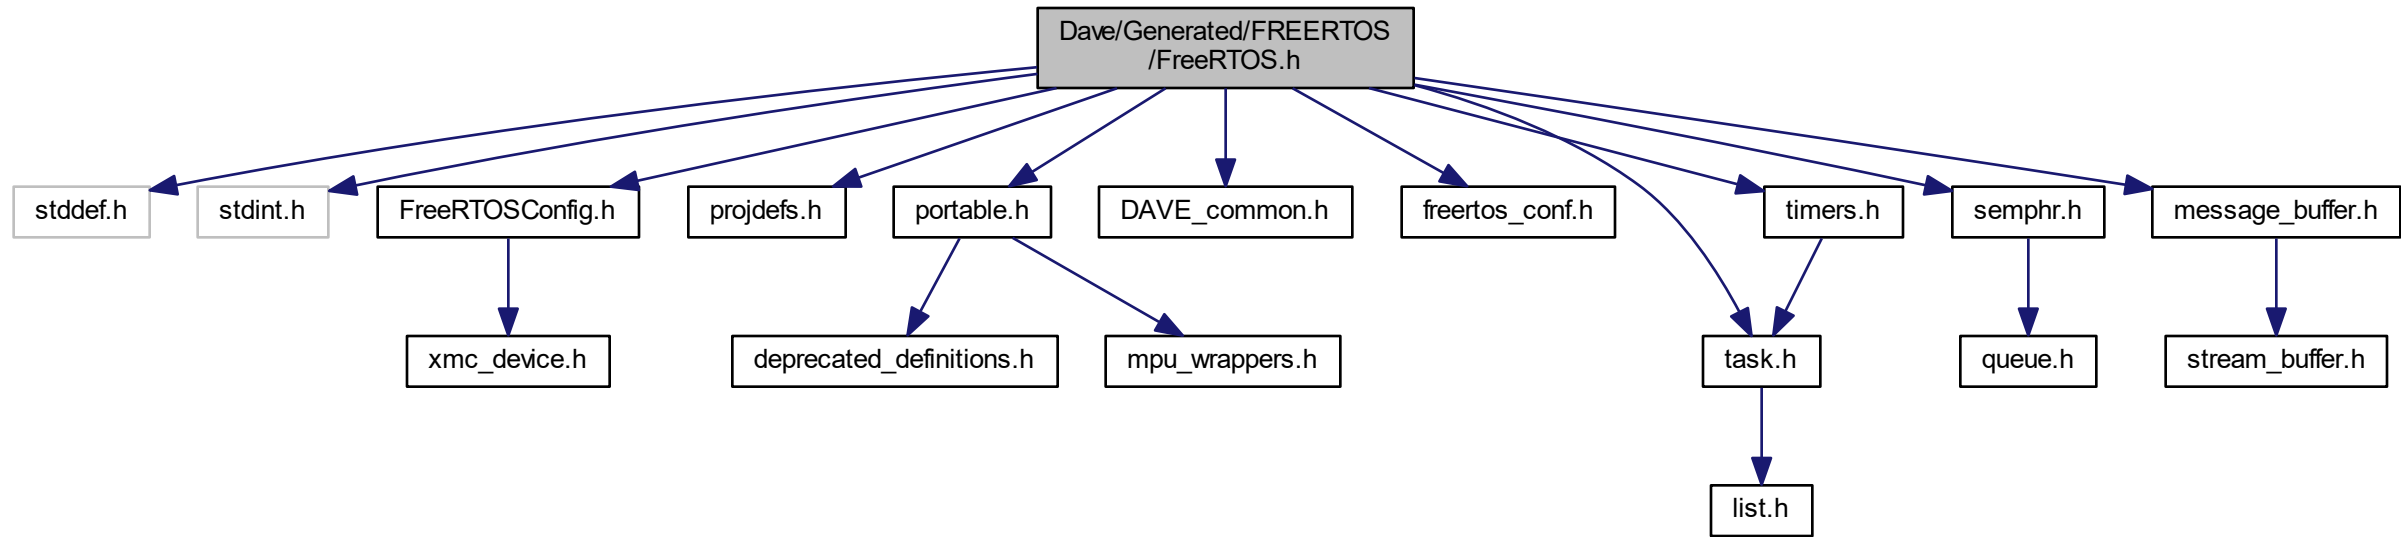 Dave/Generated/FREERTOS
/FreeRTOS.h
stddef.h
stdint.h
FreeRTOSConfig.h
projdefs.h
portable.h
DAVE_common.h
freertos_conf.h
timers.h
semphr.h
message_buffer.h
xmc_device.h
deprecated_definitions.h
mpu_wrappers.h
task.h
queue.h
stream_buffer.h
list.h